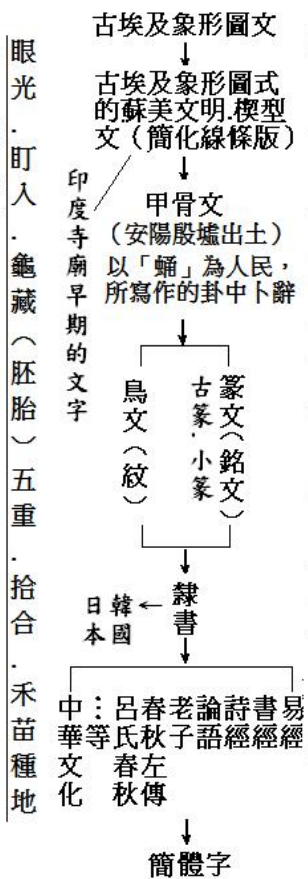 古埃及象形圖文
古埃及象形圖式
的蘇美文明.楔型
文（簡化線條版）
印度寺廟早期的文字
甲骨文
（安陽殷墟出土）
以「蛹」為人民，
所寫作的卦中卜辭
篆文（銘文）
古篆．小篆
鳥文（紋）
隸書
韓國
日本
易經
書經
詩經
論語
老子
春秋左傳
呂氏春秋
…等
中華文化
簡體字
眼光．盯入．龜藏（胚胎）五重．拾合．禾苗種地